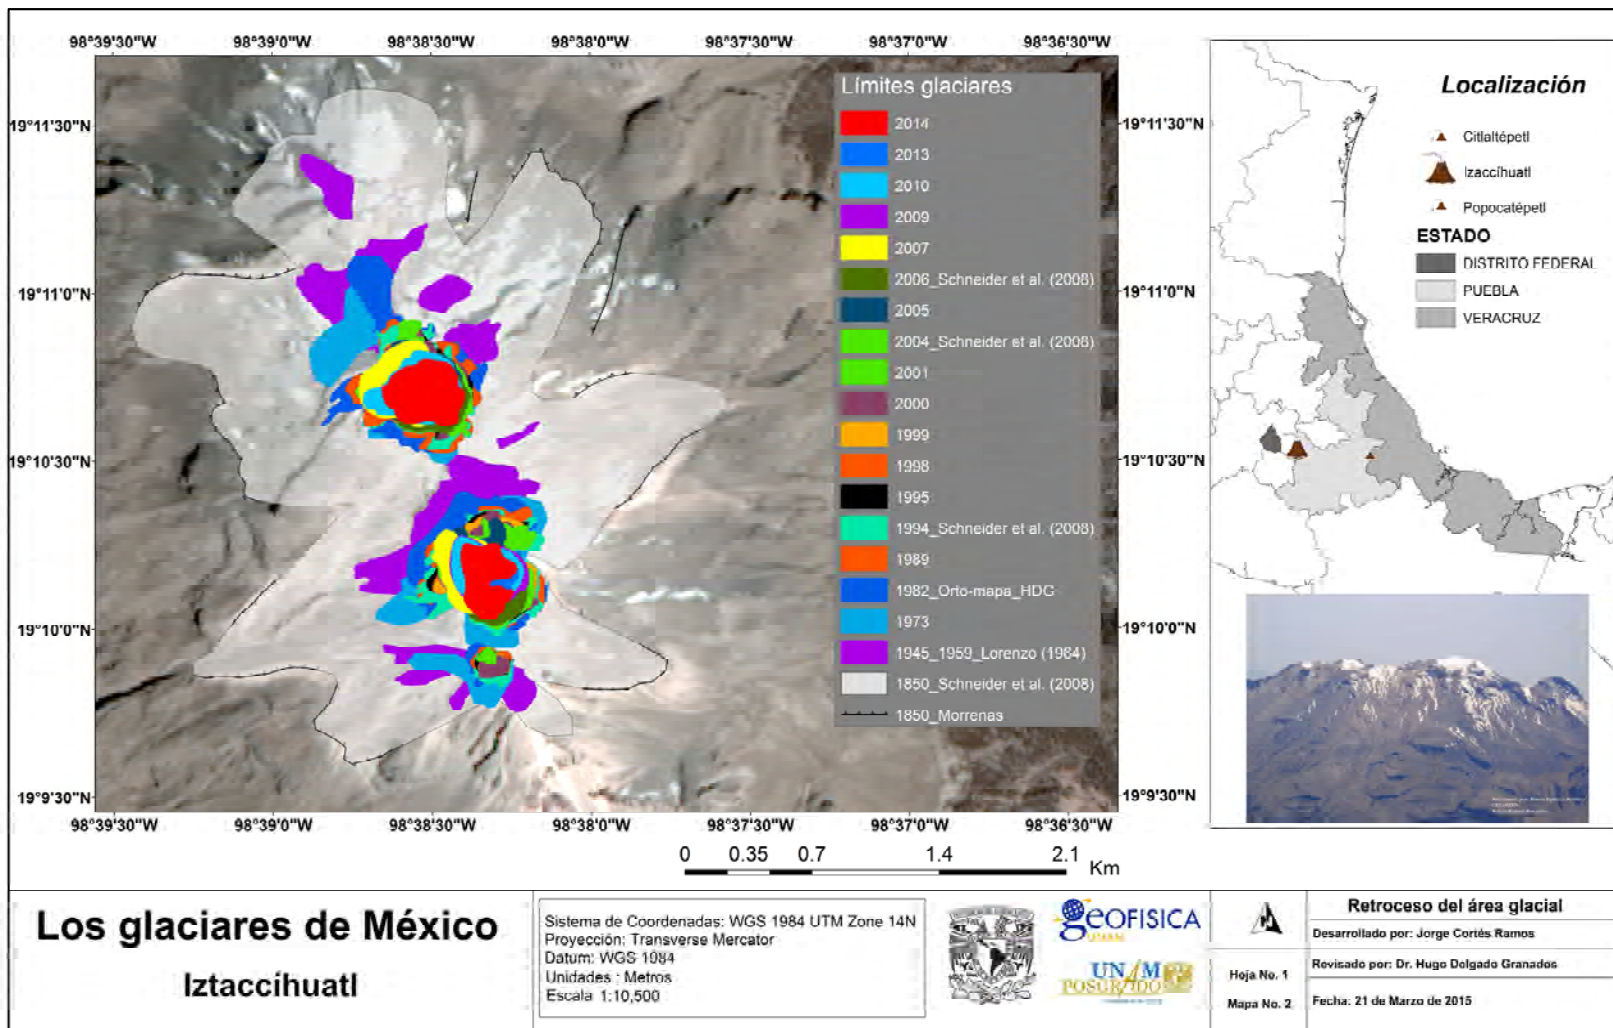 98°39'30"W 98°39'0"W 98°38'30"W 98°38'0"W 98°37'30"W 98°37'0"W 98°36'30"W
19°11'30"N 19°11'30"N
19°11'0"N 19°11'0"N
19°10'30"N 19°10'30"N
19°10'0"N 19°10'0"N
19°9'30"N 19°9'30"N
98°39'30"W 98°39'0"W 98°38'30"W 98°38'0"W 98°37'30"W 98°37'0"W 98°36'30"W
Límites glaciares
2014
2013
2010
2009
2007
2006_Schneider et al. (2008)
2005
2004_Schneider et al. (2008)
2001
2000
1999
1998
1995
1994_Schneider et al. (2008)
1989
1982_Orto-mapa_HDG
1973
1945_1959_Lorenzo (1964)
1850_Schneider et al. (2008)
1850_Morrenas
0 0.35 0.7 1.4 2.1
Km
Localización
Citlaltépetl
Izaccíhuatl
Popocatépetl
ESTADO
DISTRITO FEDERAL
PUEBLA
VERACRUZ
Los glaciares de México
Iztaccíhuatl
Sistema de Coordenadas: WGS 1984 UTM Zone 14N
Proyección: Transverse Mercator
Datum: WGS 1984
Unidades : Metros
Escala 1:10,500
GEOFISICA
UNAM
POSGRADO
Hoja No. 1
Mapa No. 2
Retroceso del área glacial
Desarrollado por: Jorge Cortés Ramos
Revisado por: Dr. Hugo Delgado Granados
Fecha: 21 de Marzo de 2015